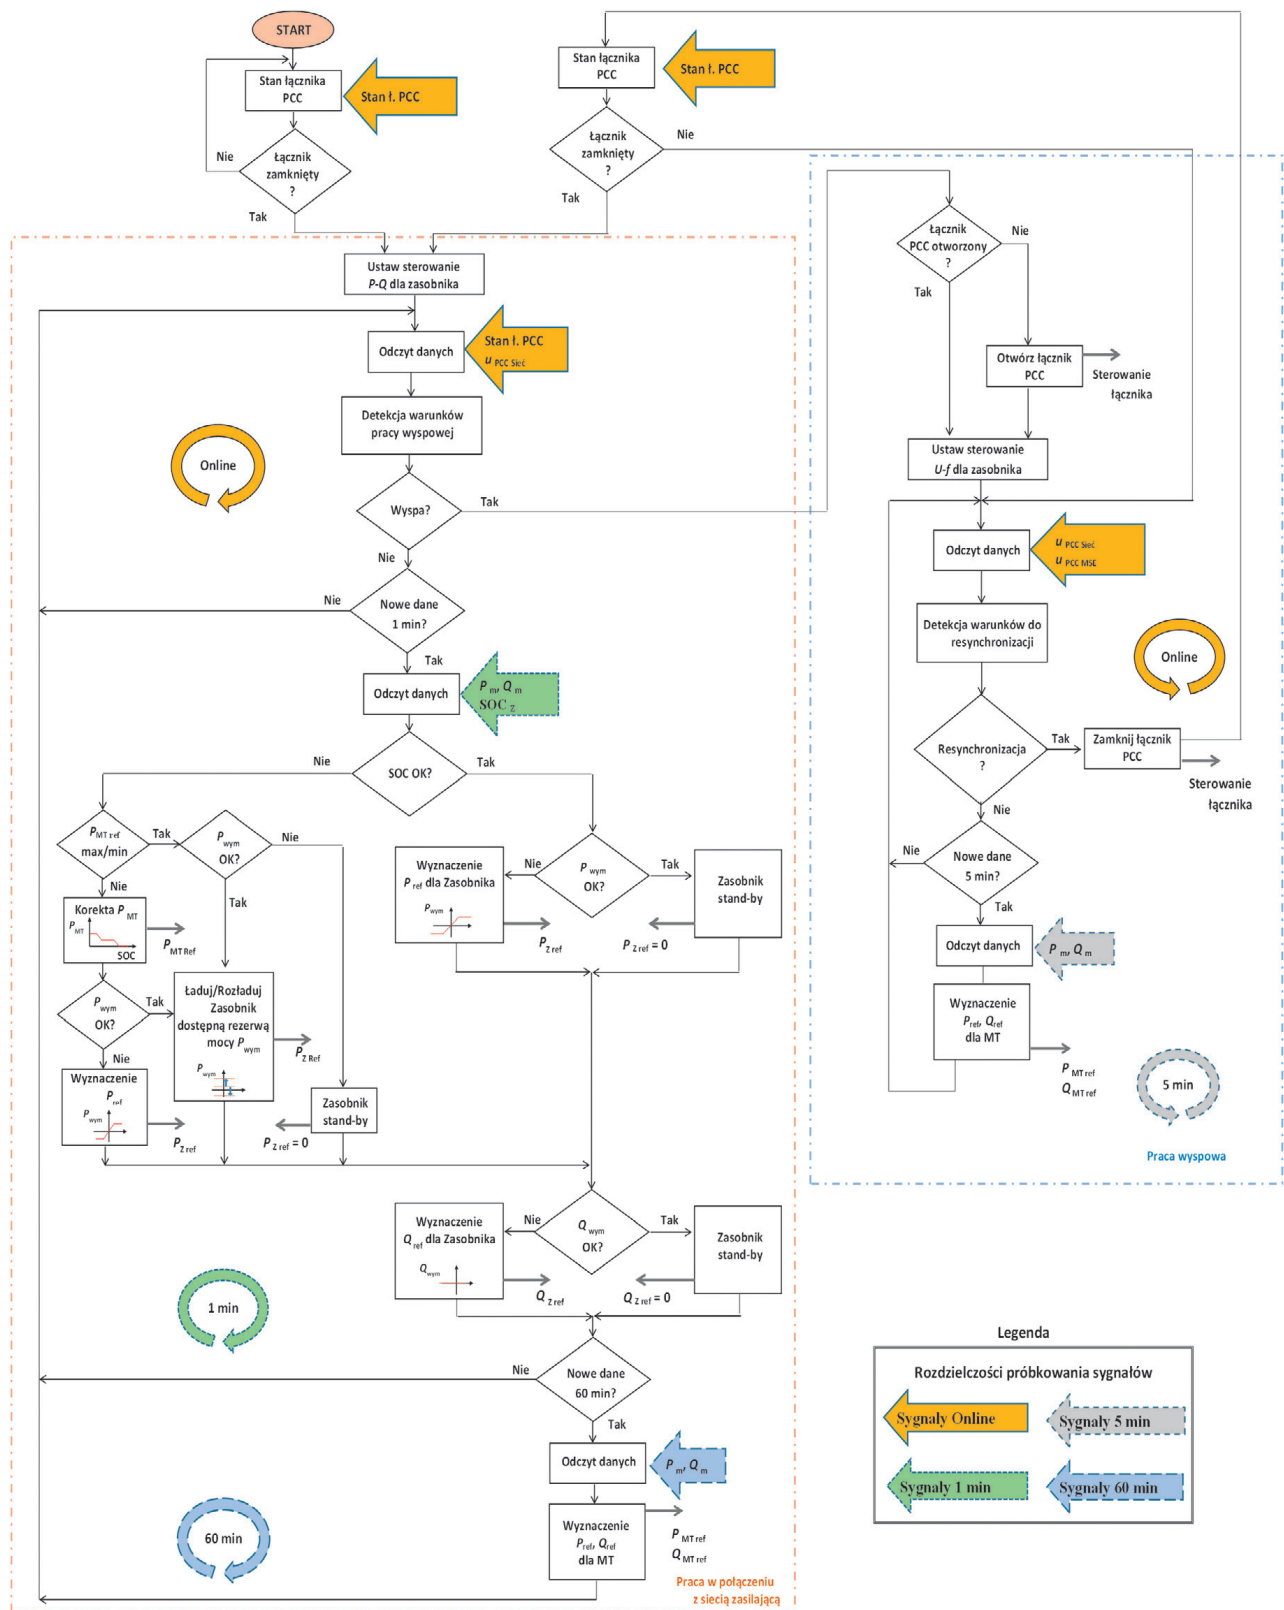 START
Stan łącznika
PCC
Stan ł. PCC
Nie
Łącznik
zamknięty
?
Tak
Stan łącznika
PCC
Stan ł. PCC
Łącznik
zamknięty
?
Nie
Tak
Ustaw sterowanie
P-Q dla zasobnika
Odczyt danych
Stan ł. PCC
u PCC Sieć
Detekcja warunków
pracy wyspowej
Online
Wyspa?
Tak
Nie
Nowe dane
1 min?
Nie
Tak
Odczyt danych
P m, Q m
SOC Z
SOC OK?
Nie
Tak
P MT ref
max/min
Tak
Nie
P wym
OK?
Nie
Tak
Korekta P MT
P MT
SOC
P MT Ref
P wym
OK?
Tak
Nie
Ładuj/Rozładuj
Zasobnik
dostępną rezerwą
mocy P wym
P wym
P Z Ref
Wyznaczenie
P ref
P wym
P Z ref
Zasobnik
stand-by
P Z ref = 0
Wyznaczenie
P ref dla Zasobnika
P wym
P Z ref
Nie
P wym
OK?
Tak
Zasobnik
stand-by
P Z ref = 0
Wyznaczenie
Q ref dla Zasobnika
Q wym
Q Z ref
Nie
Q wym
OK?
Tak
Zasobnik
stand-by
Q Z ref = 0
1 min
Nowe dane
60 min?
Nie
Tak
Odczyt danych
P m, Q m
60 min
Wyznaczenie
P ref, Q ref
dla MT
P MT ref
Q MT ref
Praca w połączeniu
z siecią zasilającą
Łącznik
PCC otworzony
?
Nie
Tak
Otwórz łącznik
PCC
Sterowanie
łącznika
Ustaw sterowanie
U-f dla zasobnika
Odczyt danych
u PCC Sieć
u PCC MSE
Detekcja warunków do
resynchronizacji
Online
Resynchronizacja
?
Tak
Nie
Zamknij łącznik
PCC
Sterowanie
łącznika
Nowe dane
5 min?
Nie
Tak
Odczyt danych
P m, Q m
Wyznaczenie
P ref, Q ref
dla MT
P MT ref
Q MT ref
5 min
Praca wyspowa
Legenda
Rozdzielczości próbkowania sygnałów
Sygnały Online
Sygnały 5 min
Sygnały 1 min
Sygnały 60 min